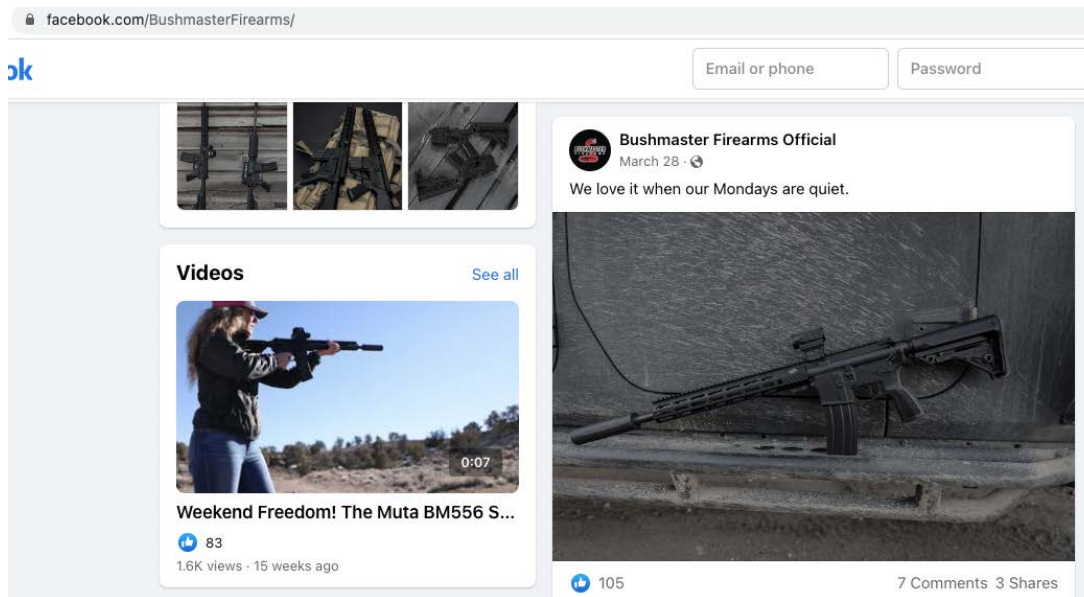 facebook.com/BushmasterFirearms/
ok
Email or phone
Password
Bushmaster Firearms Official
March 28 ·
We love it when our Mondays are quiet.
Videos
See all
0:07
Weekend Freedom! The Muta BM556 S...
83
1.6K views · 15 weeks ago
105
7 Comments 3 Shares